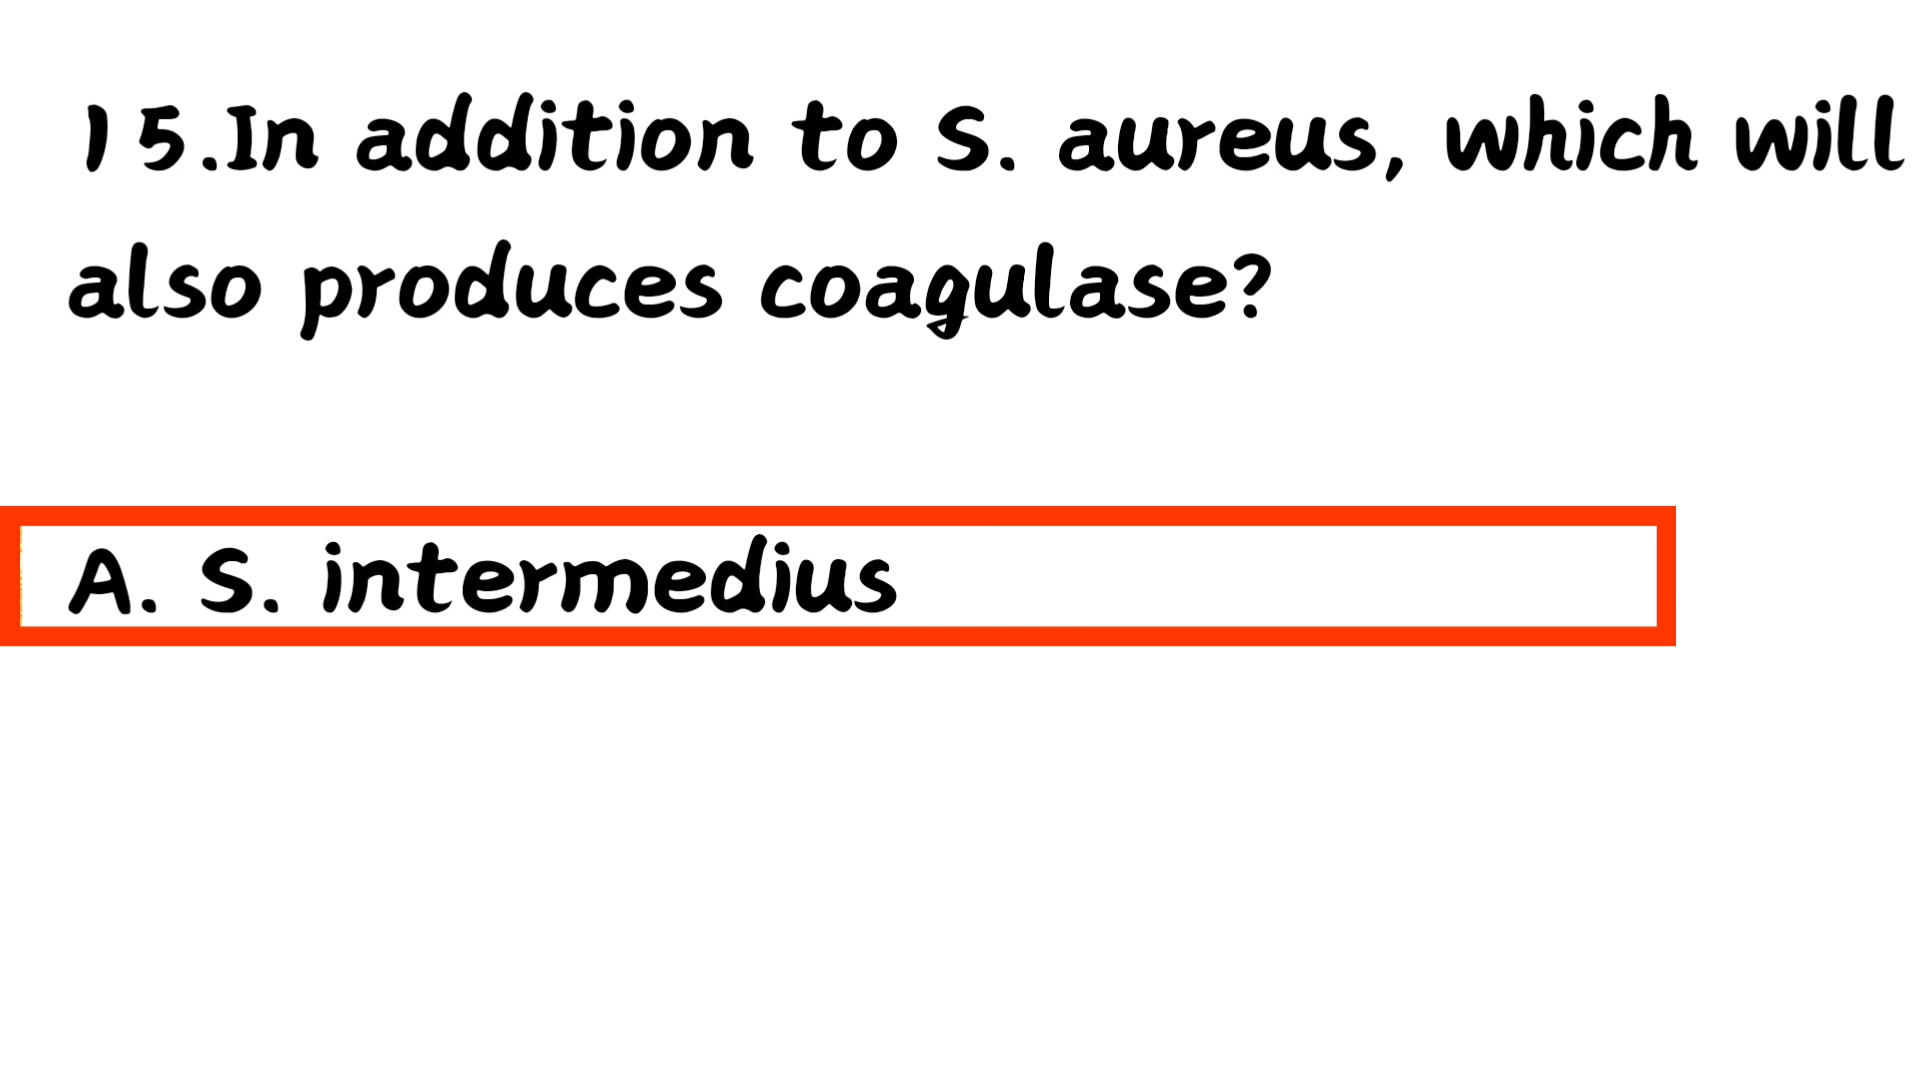 15.In addition to S. aureus, which will
also produces coagulase?
A. S. intermedius